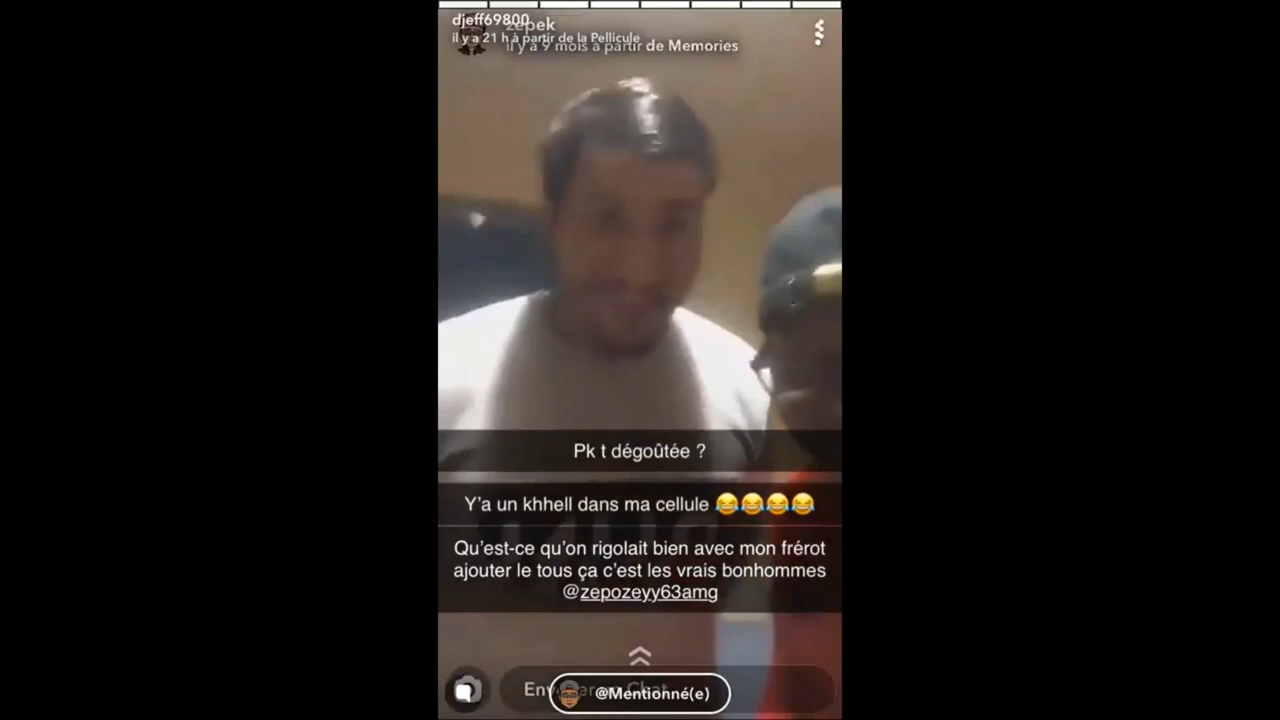 djeff69800
zepek
il y a 21 h à partir de la Pellicule
il y a 9 mois à partir de Memories
Pk t dégoûtée ?
Y'a un khhell dans ma cellule 😂😂😂😂
Qu'est-ce qu'on rigolait bien avec mon frérot
ajouter le tous ça c'est les vrais bonhommes
@zepozeyy63amg
@Mentionné(e)